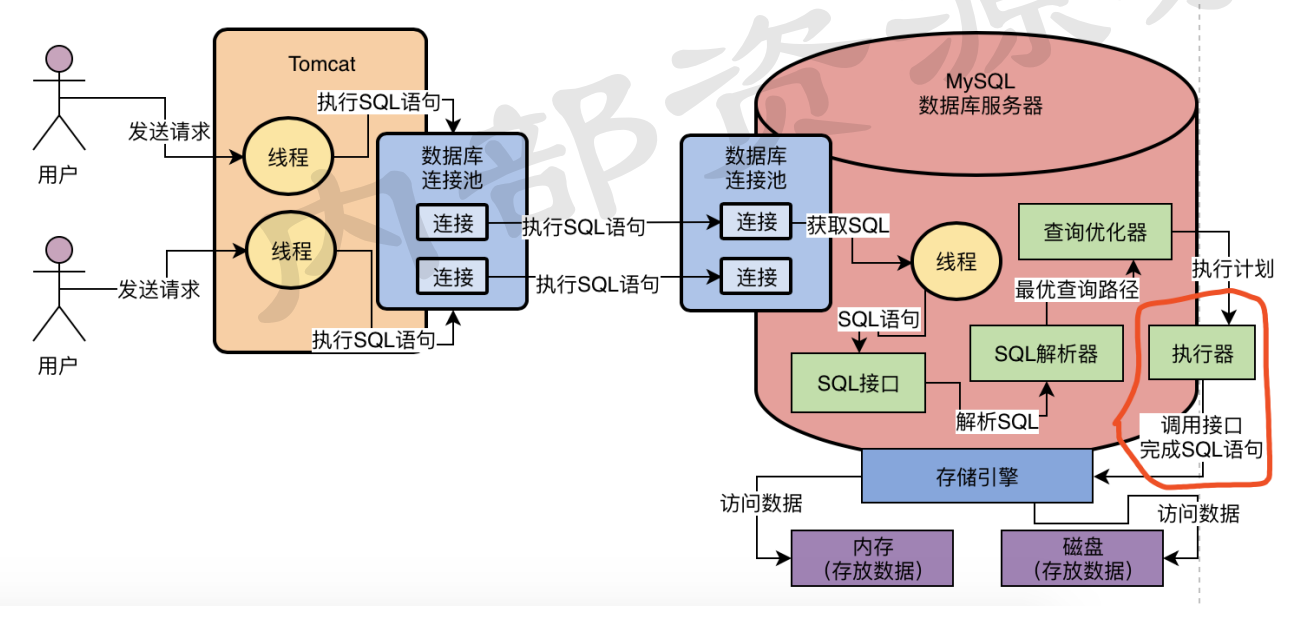 内部资源
Tomcat
MySQL
数据库服务器
执行SQL语句
发送请求
线程
用户
数据库
连接池
连接
执行SQL语句
数据库
连接池
连接
获取SQL
线程
查询优化器
线程
发送请求
用户
执行SQL语句
连接
执行SQL语句
连接
执行计划
最优查询路径
SQL语句
SQL接口
SQL解析器
执行器
解析SQL
调用接口
完成SQL语句
存储引擎
访问数据
访问数据
内存
（存放数据）
磁盘
（存放数据）